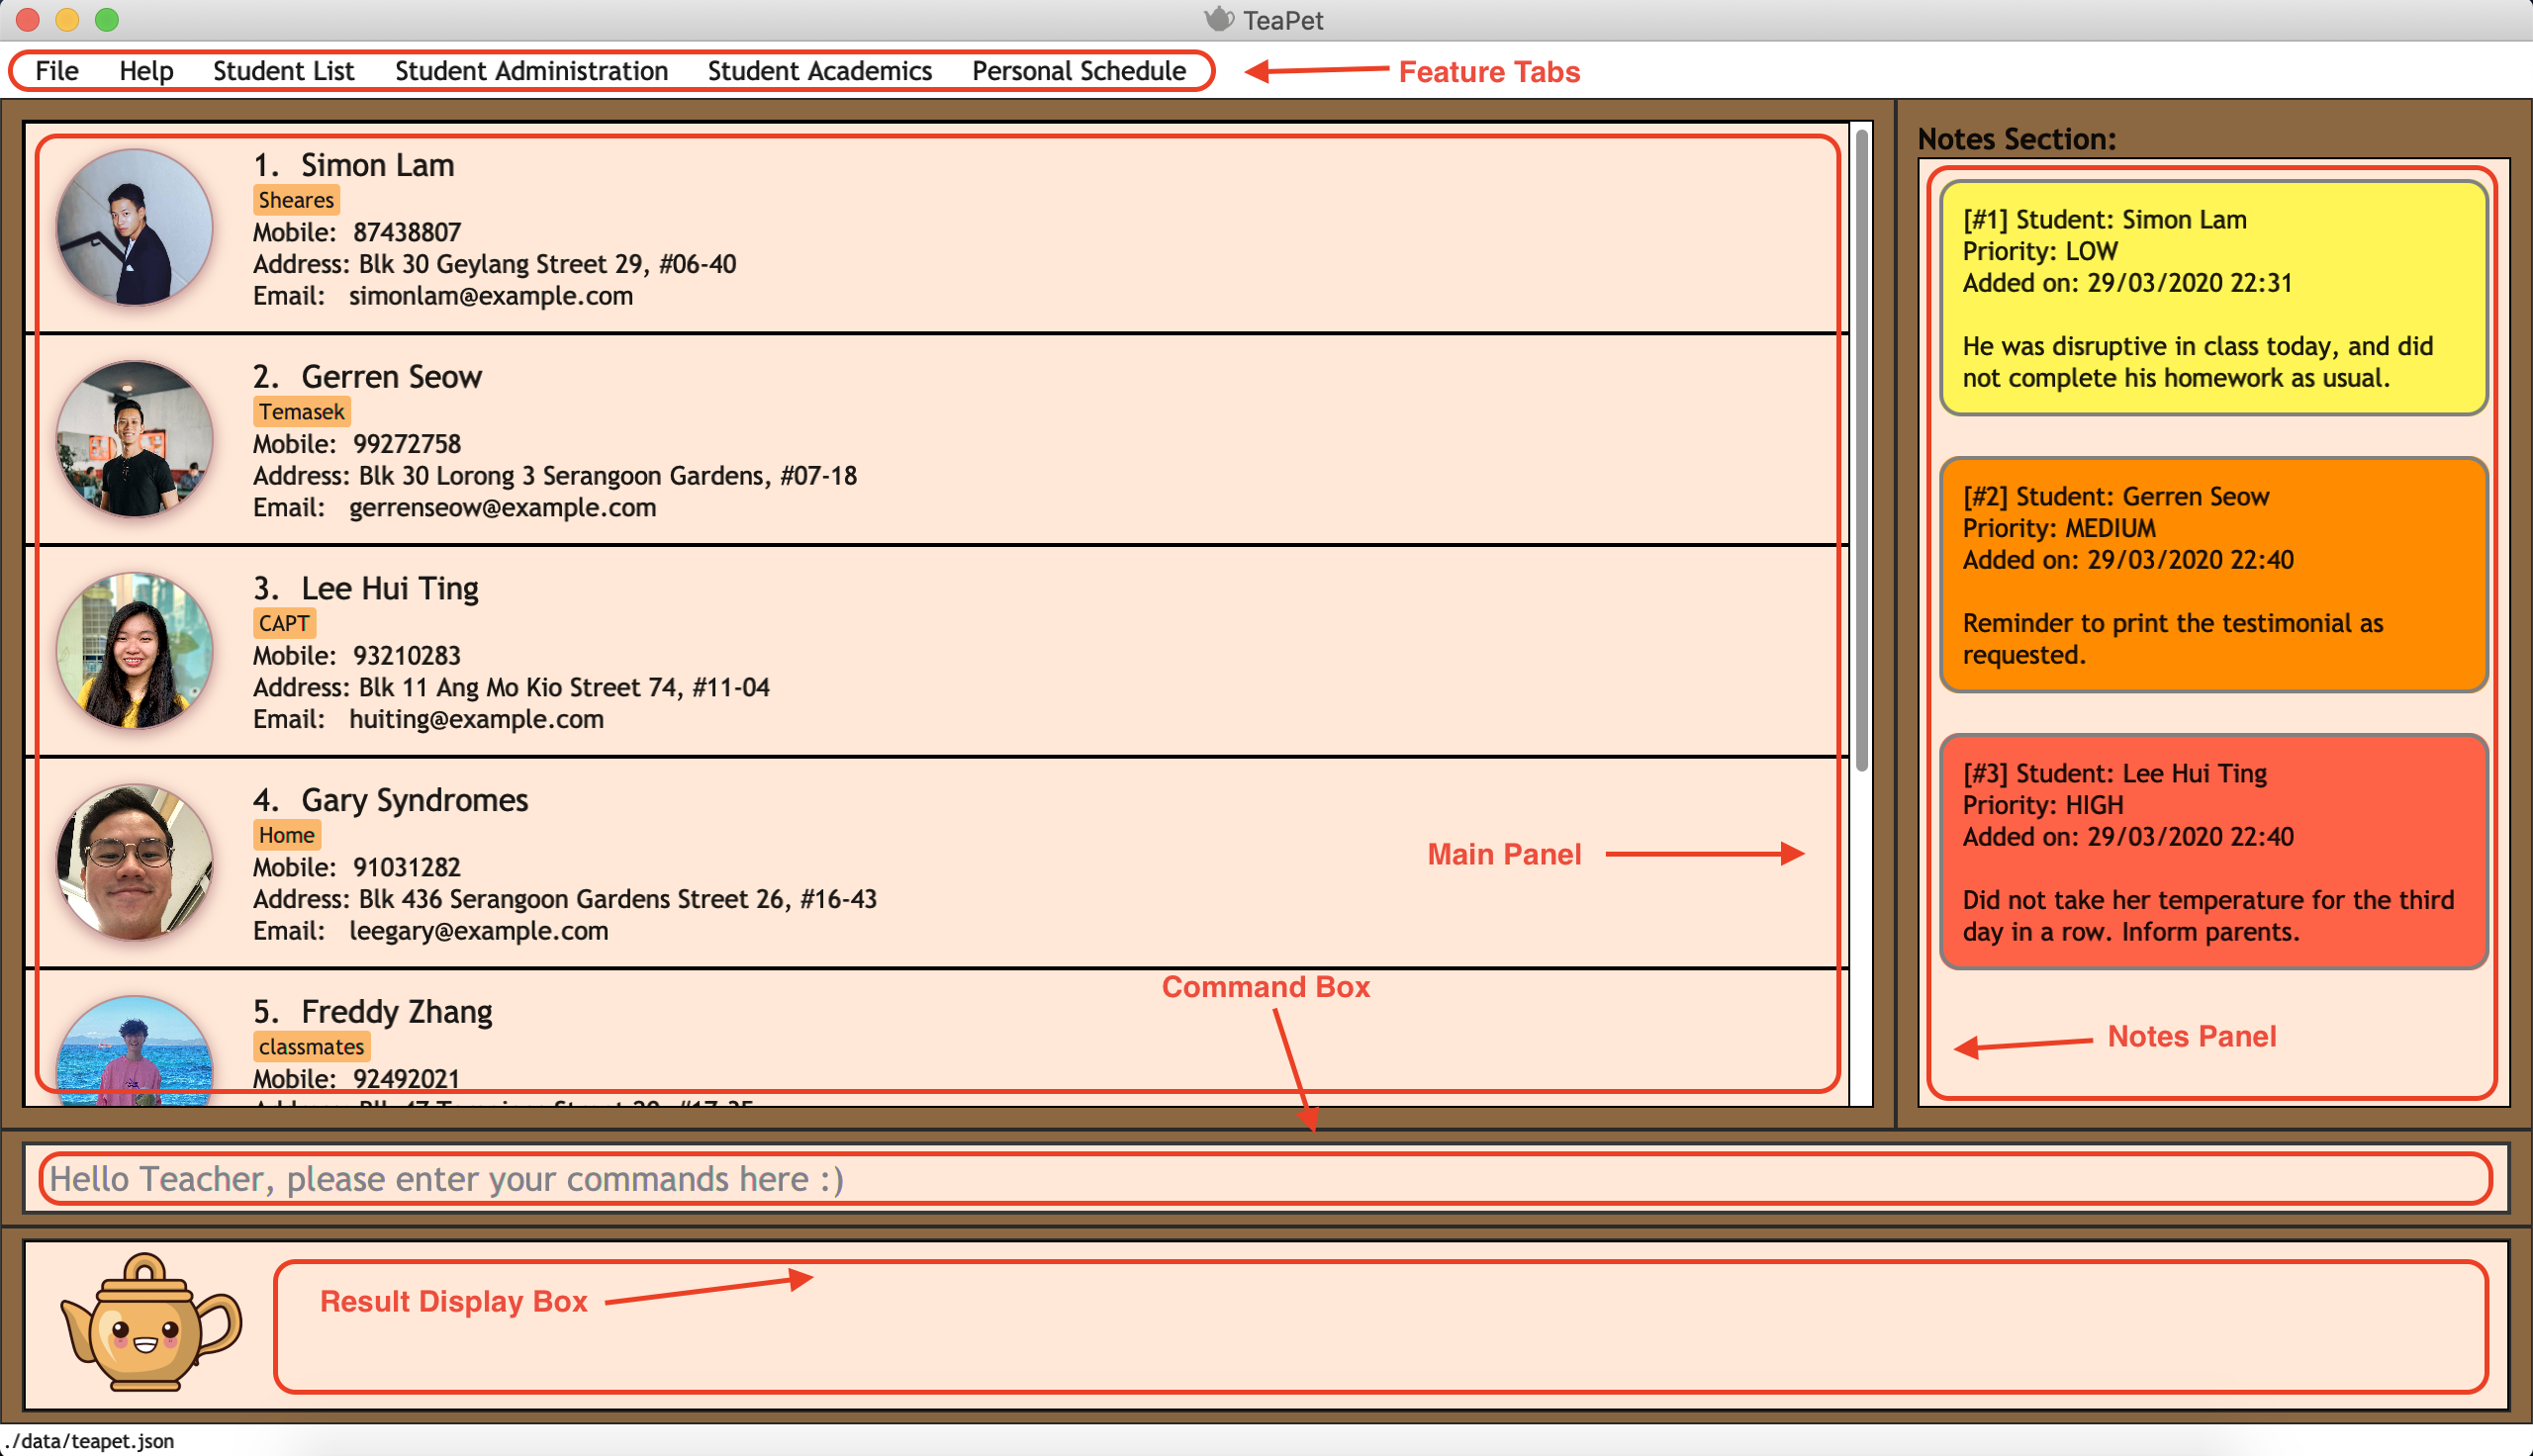 TeaPet
File Help Student List Student Administration Student Academics Personal Schedule
Feature Tabs
1. Simon Lam
Sheares
Mobile: 87438807
Address: Blk 30 Geylang Street 29, #06-40
Email: simonlam@example.com
2. Gerren Seow
Temasek
Mobile: 99272758
Address: Blk 30 Lorong 3 Serangoon Gardens, #07-18
Email: gerrenseow@example.com
3. Lee Hui Ting
CAPT
Mobile: 93210283
Address: Blk 11 Ang Mo Kio Street 74, #11-04
Email: huiting@example.com
4. Gary Syndromes
Home
Mobile: 91031282
Address: Blk 436 Serangoon Gardens Street 26, #16-43
Email: leegary@example.com
Main Panel
Command Box
5. Freddy Zhang
classmates
Mobile: 92492021
Notes Section:
[#1] Student: Simon Lam
Priority: LOW
Added on: 29/03/2020 22:31
He was disruptive in class today, and did
not complete his homework as usual.
[#2] Student: Gerren Seow
Priority: MEDIUM
Added on: 29/03/2020 22:40
Reminder to print the testimonial as
requested.
[#3] Student: Lee Hui Ting
Priority: HIGH
Added on: 29/03/2020 22:40
Did not take her temperature for the third
day in a row. Inform parents.
Notes Panel
Hello Teacher, please enter your commands here :)
Result Display Box
./data/teapet.json